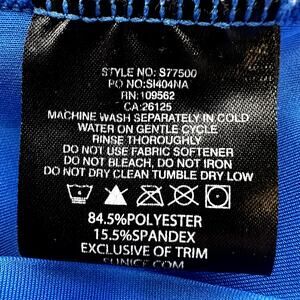 STYLE NO: S77500
PO NO:SI404NA
RN:109562
CA:26125
MACHINE WASH SEPARATELY IN COLD
WATER ON GENTLE CYCLE
RINSE THOROUGHLY
DO NOT USE FABRIC SOFTENER
DO NOT BLEACH, DO NOT IRON
DO NOT DRY CLEAN TUMBLE DRY LOW
84.5%POLYESTER
15.5%SPANDEX
EXCLUSIVE OF TRIM
SUNICE.COM